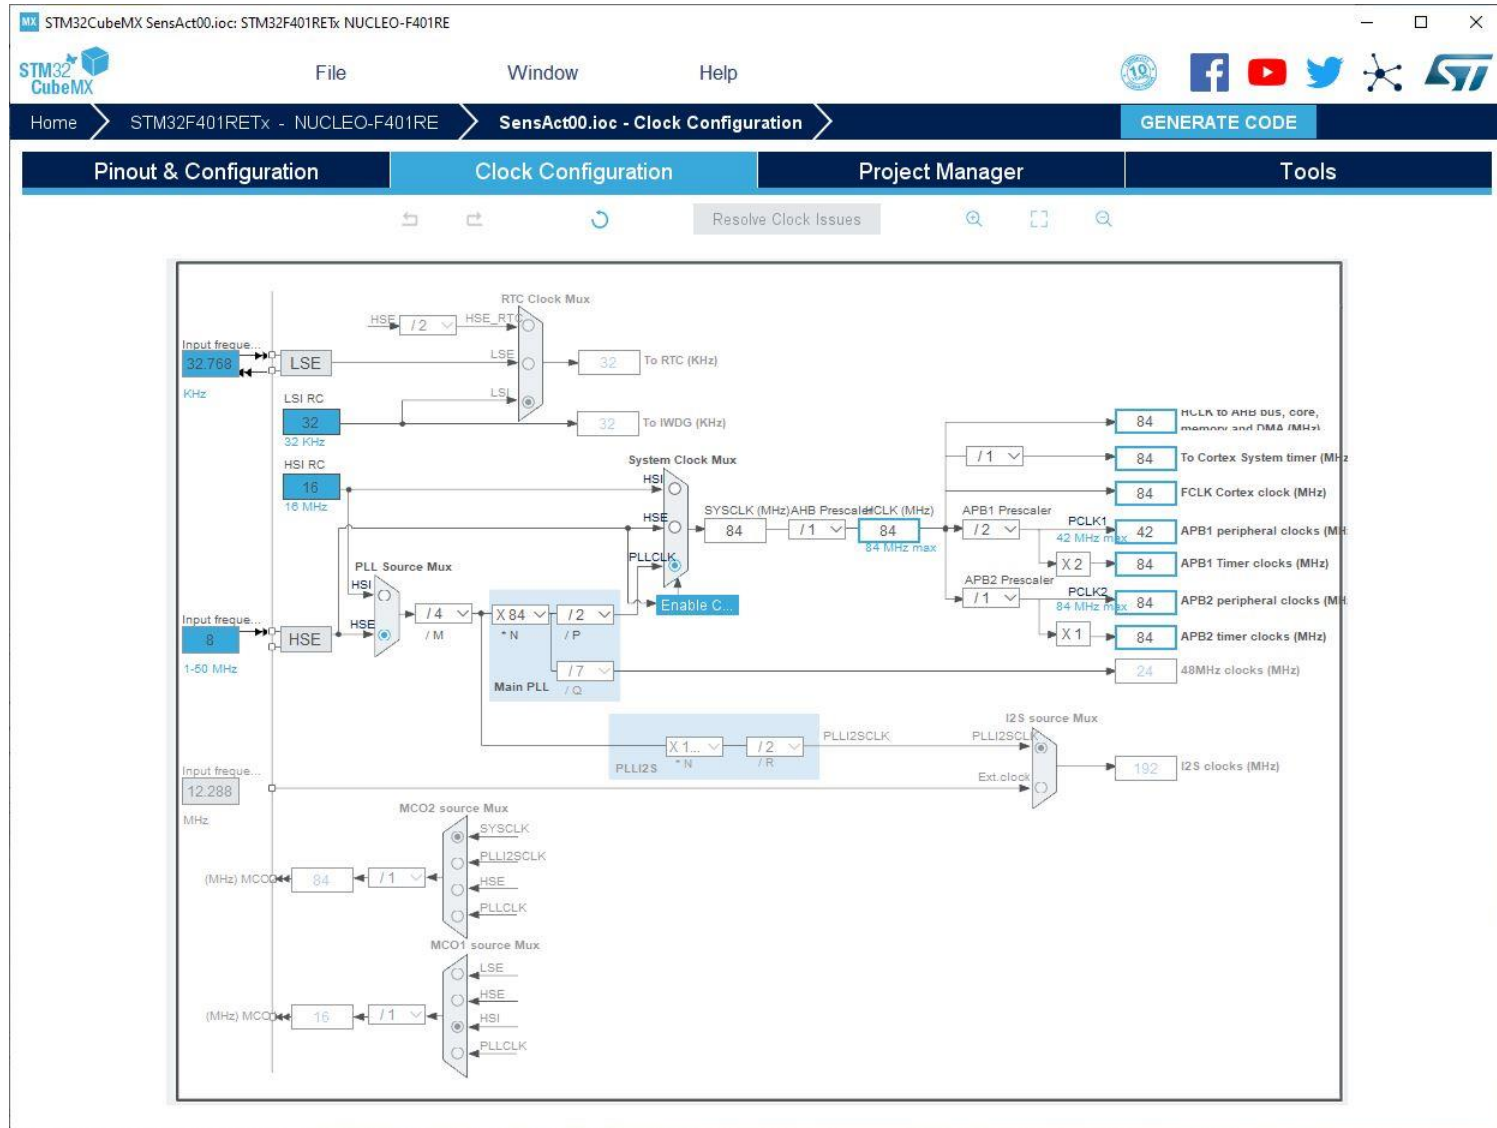 MX STM32CubeMX SensAct00.ioc: STM32F401RETx NUCLEO-F401RE
STM32
CubeMX
File
Window
Help
10
ST
Home
STM32F401RETx - NUCLEO-F401RE
SensAct00.ioc - Clock Configuration
GENERATE CODE
Pinout & Configuration
Clock Configuration
Project Manager
Tools
Resolve Clock Issues
RTC Clock Mux
HSE
/ 2
HSE_RTC
Input freque...
32.768
KHz
LSE
LSE
32
To RTC (KHz)
LSI RC
32
32 KHz
LSI
32
To IWDG (KHz)
HSI RC
16
16 MHz
System Clock Mux
HSI
HSE
PLLCLK
SYSCLK (MHz)
84
AHB Prescaler
/ 1
HCLK (MHz)
84
84 MHz max
84
HCLK to AHB bus, core,
memory and DMA (MHz)
/ 1
84
To Cortex System timer (MHz
84
FCLK Cortex clock (MHz)
APB1 Prescaler
/ 2
PCLK1
42 MHz max
42
APB1 peripheral clocks (MH
X 2
84
APB1 Timer clocks (MHz)
APB2 Prescaler
/ 1
PCLK2
84 MHz max
84
APB2 peripheral clocks (MH
X 1
84
APB2 timer clocks (MHz)
24
48MHz clocks (MHz)
PLL Source Mux
HSI
HSE
Input freque...
8
1-50 MHz
HSE
/ 4
/ M
X 84
* N
/ 2
/ P
/ 7
/ Q
Main PLL
Enable C...
PLLI2S
X 1...
* N
/ 2
/ R
PLLI2SCLK
I2S source Mux
PLLI2SCLK
Ext.clock
192
I2S clocks (MHz)
Input freque...
12.288
MHz
MCO2 source Mux
SYSCLK
PLLI2SCLK
HSE
PLLCLK
(MHz) MCO2
84
/ 1
MCO1 source Mux
LSE
HSE
HSI
PLLCLK
(MHz) MCO1
16
/ 1